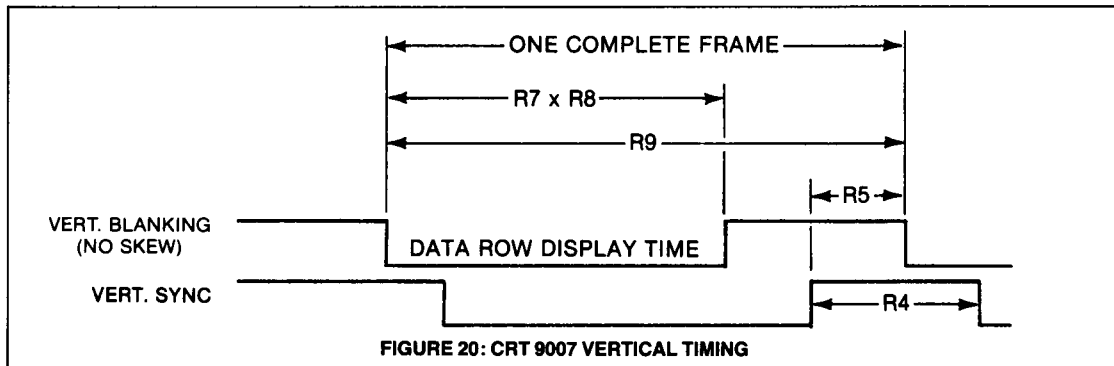 ONE COMPLETE FRAME
R7 x R8
R9
R5
VERT. BLANKING
(NO SKEW)
DATA ROW DISPLAY TIME
VERT. SYNC
R4
FIGURE 20: CRT 9007 VERTICAL TIMING